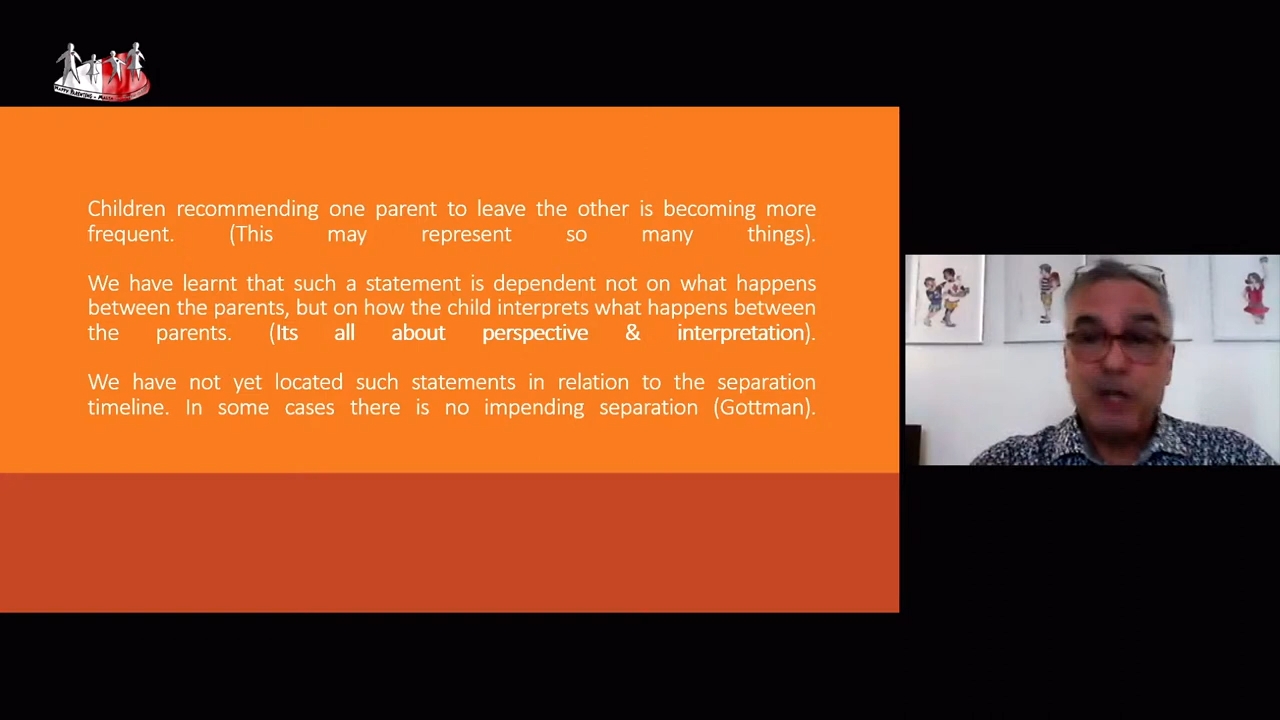 HAPPY PARENTING - MALTA
Children recommending one parent to leave the other is becoming more
frequent. (This may represent so many things).
We have learnt that such a statement is dependent not on what happens
between the parents, but on how the child interprets what happens between
the parents. (Its all about perspective & interpretation).
We have not yet located such statements in relation to the separation
timeline. In some cases there is no impending separation (Gottman).